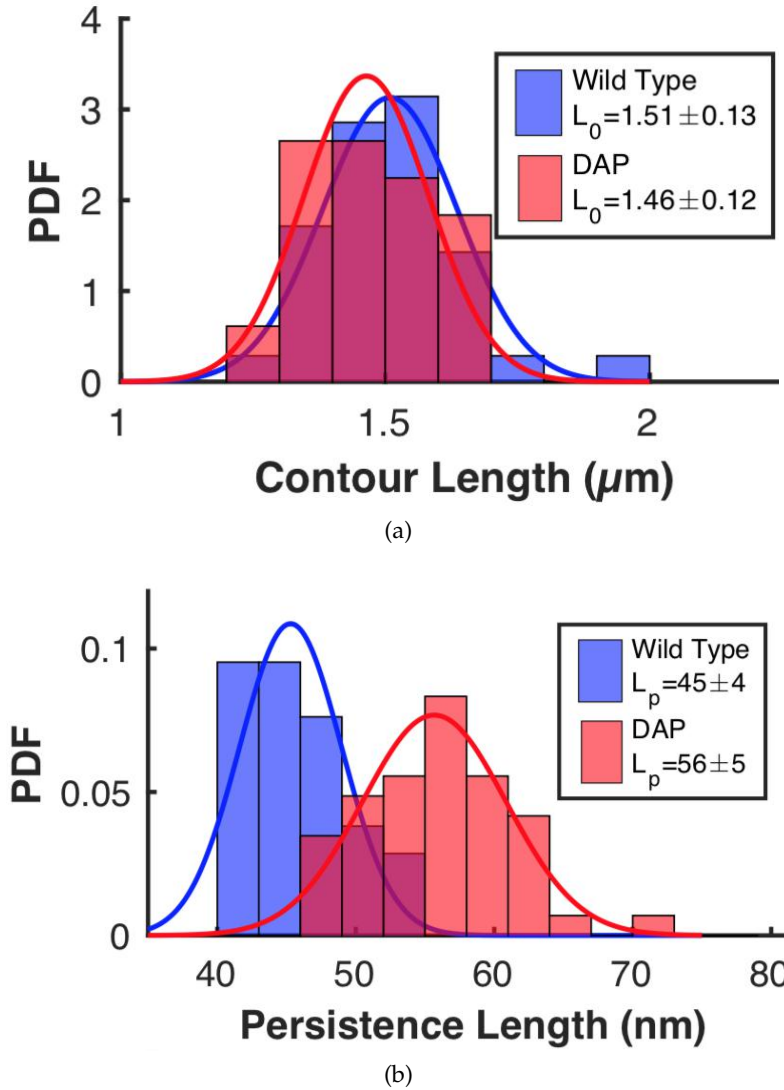 4
3
2
1
0
PDF
Wild Type
L₀=1.51±0.13
DAP
L₀=1.46±0.12
1
1.5
2
Contour Length (μm)
(a)
0.1
0.05
0
PDF
Wild Type
Lₚ=45±4
DAP
Lₚ=56±5
40
50
60
70
80
Persistence Length (nm)
(b)